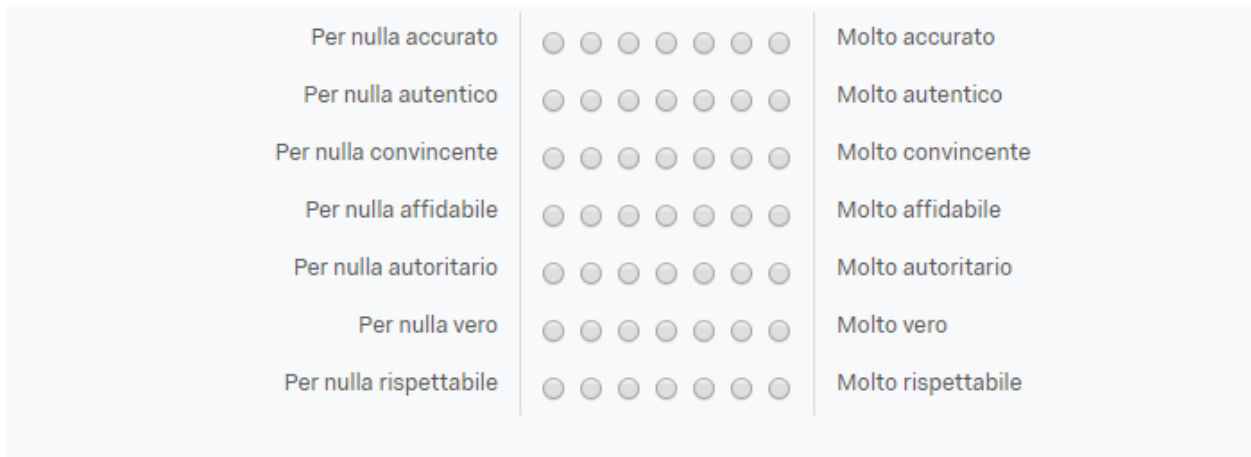 Per nulla accurato Molto accurato
Per nulla autentico Molto autentico
Per nulla convincente Molto convincente
Per nulla affidabile Molto affidabile
Per nulla autoritario Molto autoritario
Per nulla vero Molto vero
Per nulla rispettabile Molto rispettabile